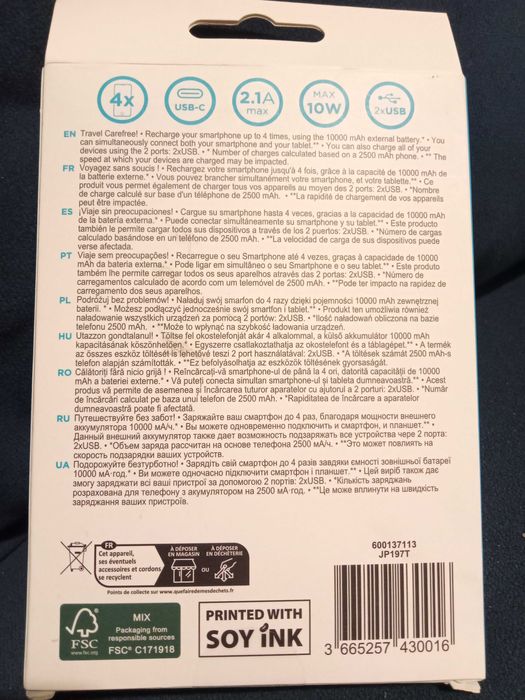 4x
USB-C
2.1A
max
MAX
10W
2xUSB
EN Travel Carefree! • Recharge your smartphone up to 4 times, using the 10000 mAh external battery.* • You
can simultaneously connect both your smartphone and your tablet.** • You can also charge all of your
devices using the 2 ports: 2xUSB. • * Number of charges calculated based on a 2500 mAh phone. • ** The
speed at which your devices are charged may be impacted.
FR Voyagez sans soucis ! • Rechargez votre smartphone jusqu'à 4 fois, grâce à la capacité de 10000 mAh de
la batterie externe.* • Vous pouvez brancher simultanément votre smartphone, et votre tablette.** • Ce
produit vous permet également de charger tous vos appareils au moyen des 2 ports: 2xUSB. • *Nombre
de charge calculé sur base d'un téléphone de 2500 mAh. • **La rapidité de chargement de vos appareils
peut être impactée.
ES ¡Viaje sin preocupaciones! • Cargue su smartphone hasta 4 veces, gracias a la capacidad de 10000 mAh
de la batería externa.* • Puede conectar simultáneamente su smartphone y su tablet.** • Este producto
también le permite cargar todos sus dispositivos a través de los 2 puertos: 2xUSB. • *Número de cargas
calculado basándose en un teléfono de 2500 mAh. • **La velocidad de carga de sus dispositivos puede
verse afectada.
PT Viaje sem preocupações! • Recarregue o seu Smartphone até 4 vezes, graças à capacidade de 10000
mAh da bateria externa.* • Pode ligar em simultâneo o seu Smartphone e o seu tablet.** • Este produto
também lhe permite carregar todos os seus aparelhos através das 2 portas: 2xUSB. • *Número de
carregamentos calculado de acordo com um telemóvel de 2500 mAh. • **Pode ter impacto na rapidez de
carregamento dos seus aparelhos.
PL Podróżuj bez problemów! • Naładuj swój smarfon do 4 razy dzięki pojemności 10000 mAh zewnętrznej
baterii. * • Możesz podłączyć jednocześnie swój smartfon i tablet.** • Produkt ten umożliwia również
naładowanie wszystkich urządzeń za pomocą 2 portów: 2xUSB. • *Ilość naładowań obliczona na bazie
telefonu 2500 mAh. • **Może to wpłynąć na szybkość ładowania urządzeń.
HU Utazzon gondtalanul! • Töltse fel okostelefonját akár 4 alkalommal, a külső akkumulátor 10000 mAh
kapacitásának köszönhetően.* • Egyszerre csatlakoztathatja az okostelefont és a táblagépet.** • A termék
az összes eszköz töltését is lehetővé teszi 2 port használatával: 2xUSB. • *A töltések számát 2500 mAh-s
telefon alapján számították. • **Ez befolyásolhatja az eszközök töltésének gyorsaságát.
RO Călătoriți fără nicio grijă ! • Reîncărcați-vă smartphone-ul de până la 4 ori, datorită capacității de 10000
mAh a bateriei externe.* • Vă puteți conecta simultan smartphone-ul și tableta dumneavoastră.** • Acest
produs vă permite de asemenea și încărcarea tuturor aparatelor cu ajutorul a 2 porturi: 2xUSB. • *Număr
de încărcări calculat pe baza unui telefon de 2500 mAh. • *Rapiditatea de încărcare a aparatelor
dumneavoastră poate fi afectată.
RU Путешествуйте без забот! • Заряжайте ваш смартфон до 4 раз, благодаря мощности внешнего
аккумулятора 10000 мА/ч.* • Вы можете одновременно подключить и смартфон, и планшет.** •
Данный внешний аккумулятор также дает возможность подзаряжать все устройства через 2 порта:
2xUSB. • *Объем заряда рассчитан на основе телефона 2500 мА/ч. • **Это может повлиять на
скорость подзарядки ваших устройств.
UA Подорожуйте безтурботно! • Зарядіть свій смартфон до 4 разів завдяки ємності зовнішньої батареї
10000 мА·год.* • Ви можете одночасно підключити смартфон і планшет.** • Цей виріб також дає
змогу заряджати всі ваші пристрої за допомогою 2 портів: 2xUSB. • *Кількість заряджань
розрахована для телефону з акумулятором на 2500 мА·год. • **Це може вплинути на швидкість
заряджання ваших пристроїв.
FR
Cet appareil,
ses éventuels
accessoires et cordons
se recyclent
À DÉPOSER
EN MAGASIN
OU
À DÉPOSER
EN DÉCHÈTERIE
Points de collecte sur www.quefairedemesdechets.fr
600137113
JP197T
FSC
www.fsc.org
MIX
Packaging from
responsible sources
FSC® C171918
PRINTED WITH
SOY INK
3 665257 430016